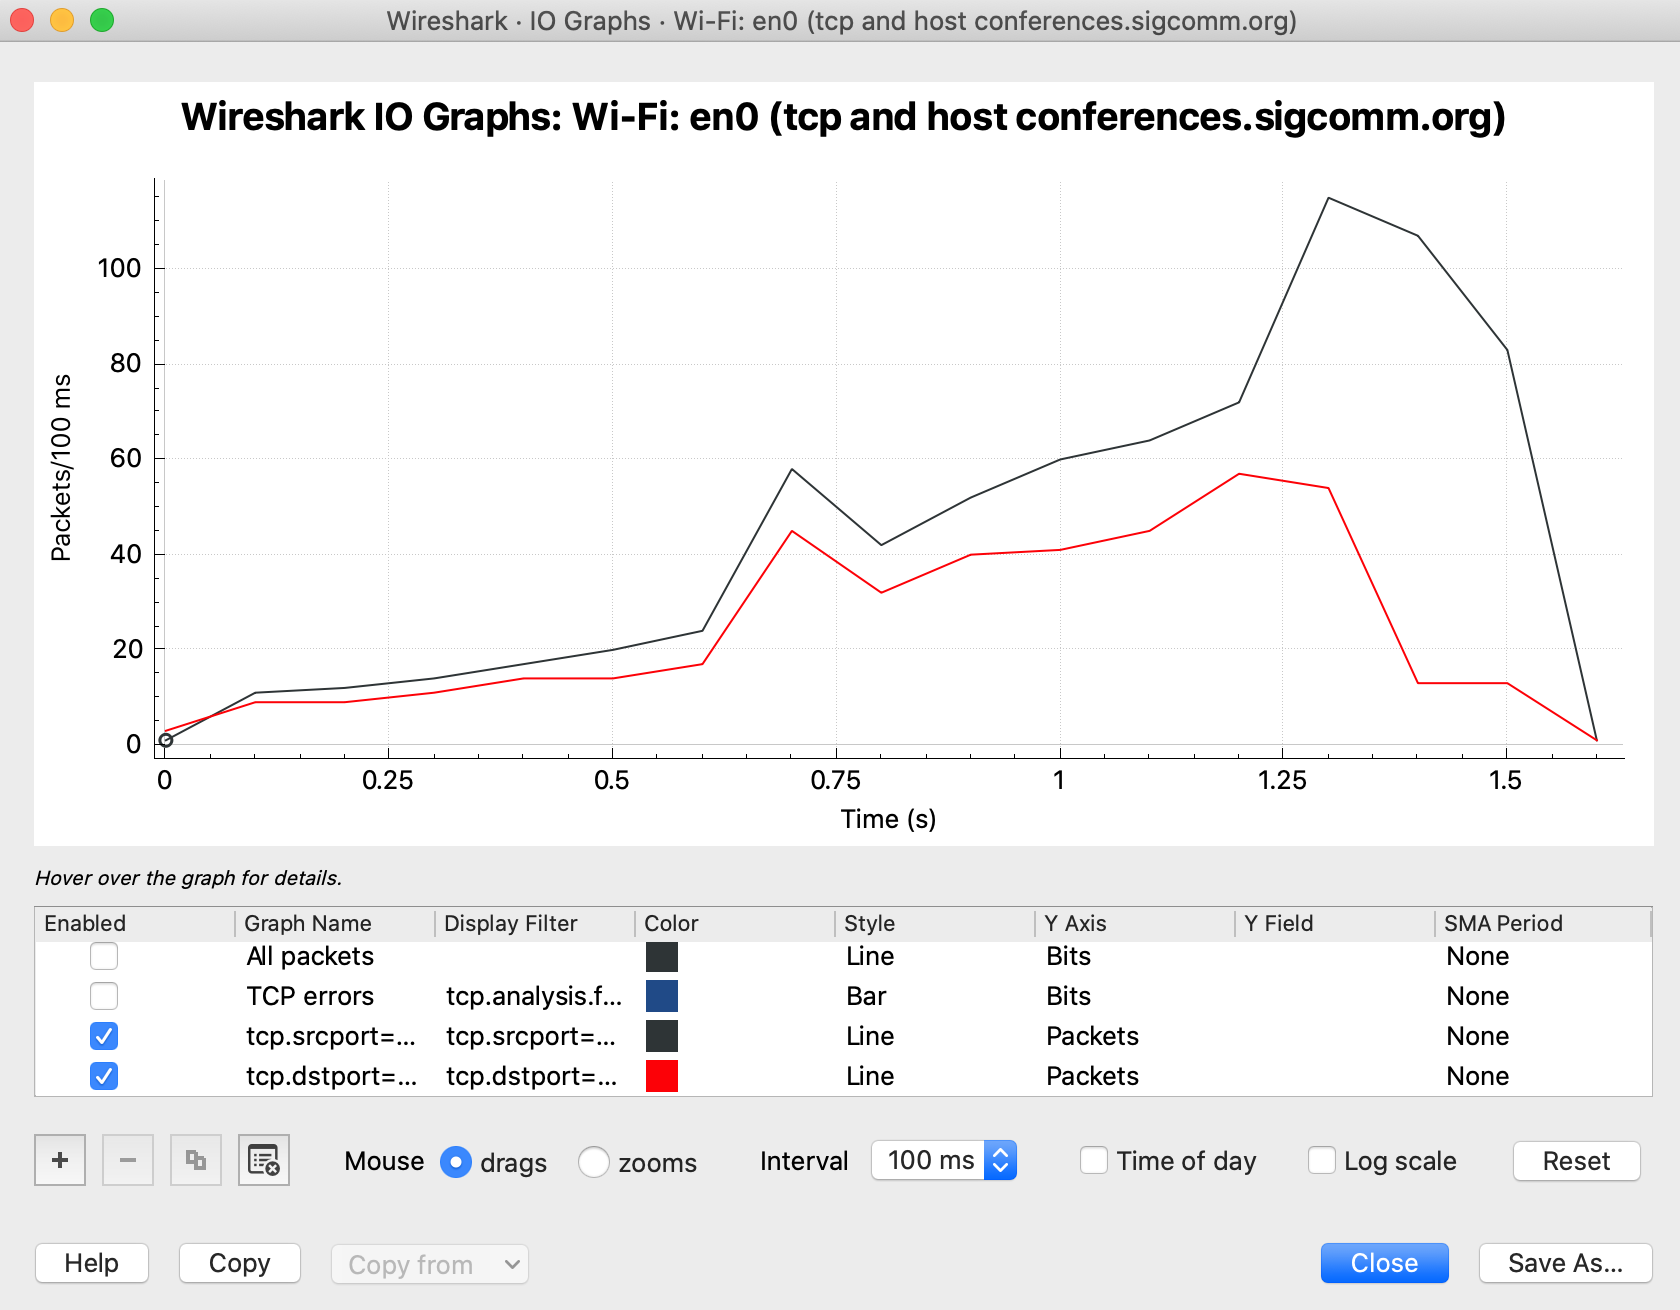 Wireshark · IO Graphs · Wi-Fi: en0 (tcp and host conferences.sigcomm.org)
Wireshark IO Graphs: Wi-Fi: en0 (tcp and host conferences.sigcomm.org)
Packets/100 ms
100
80
60
40
20
0
0 0.25 0.5 0.75 1 1.25 1.5
Time (s)
Hover over the graph for details.
Enabled Graph Name Display Filter Color Style Y Axis Y Field SMA Period
All packets Line Bits None
TCP errors tcp.analysis.f... Bar Bits None
tcp.srcport=... tcp.srcport=... Line Packets None
tcp.dstport=... tcp.dstport=... Line Packets None
+ − Mouse drags zooms Interval 100 ms Time of day Log scale Reset
Help Copy Copy from Close Save As...